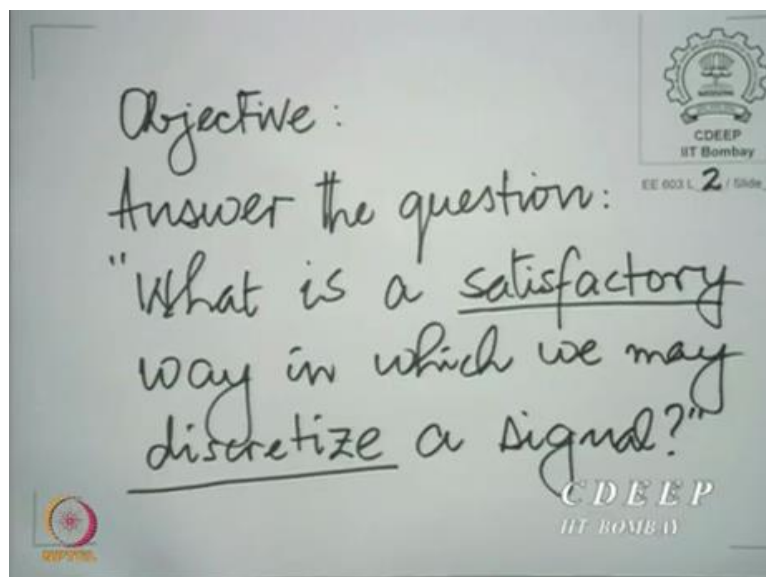 Objective:
Answer the question:
"What is a satisfactory
way in which we may
discretize a signal?"
CDEEP
IIT Bombay
EE 603 L 2 / Slide
CDEEP
IIT BOMBAY